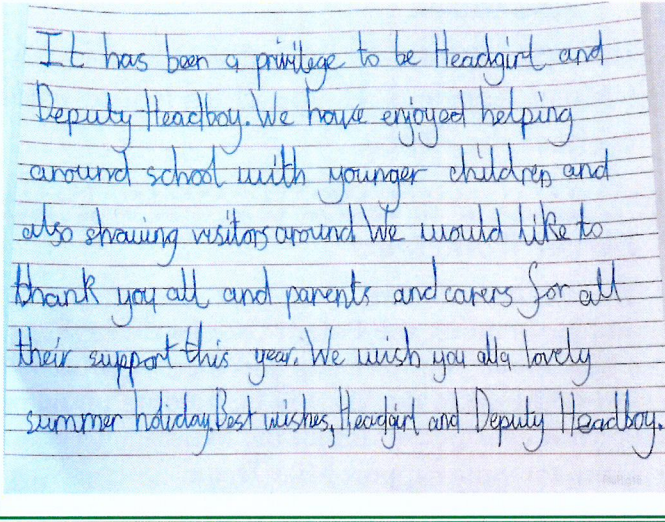 It has been a privilege to be Headgirl and
Deputy Headboy. We have enjoyed helping
around school with younger children and
also showing visitors around We would like to
thank you all and parents and carers for all
their support this year. We wish you all a lovely
summer holiday. Best wishes, Headgirl and Deputy Headboy.